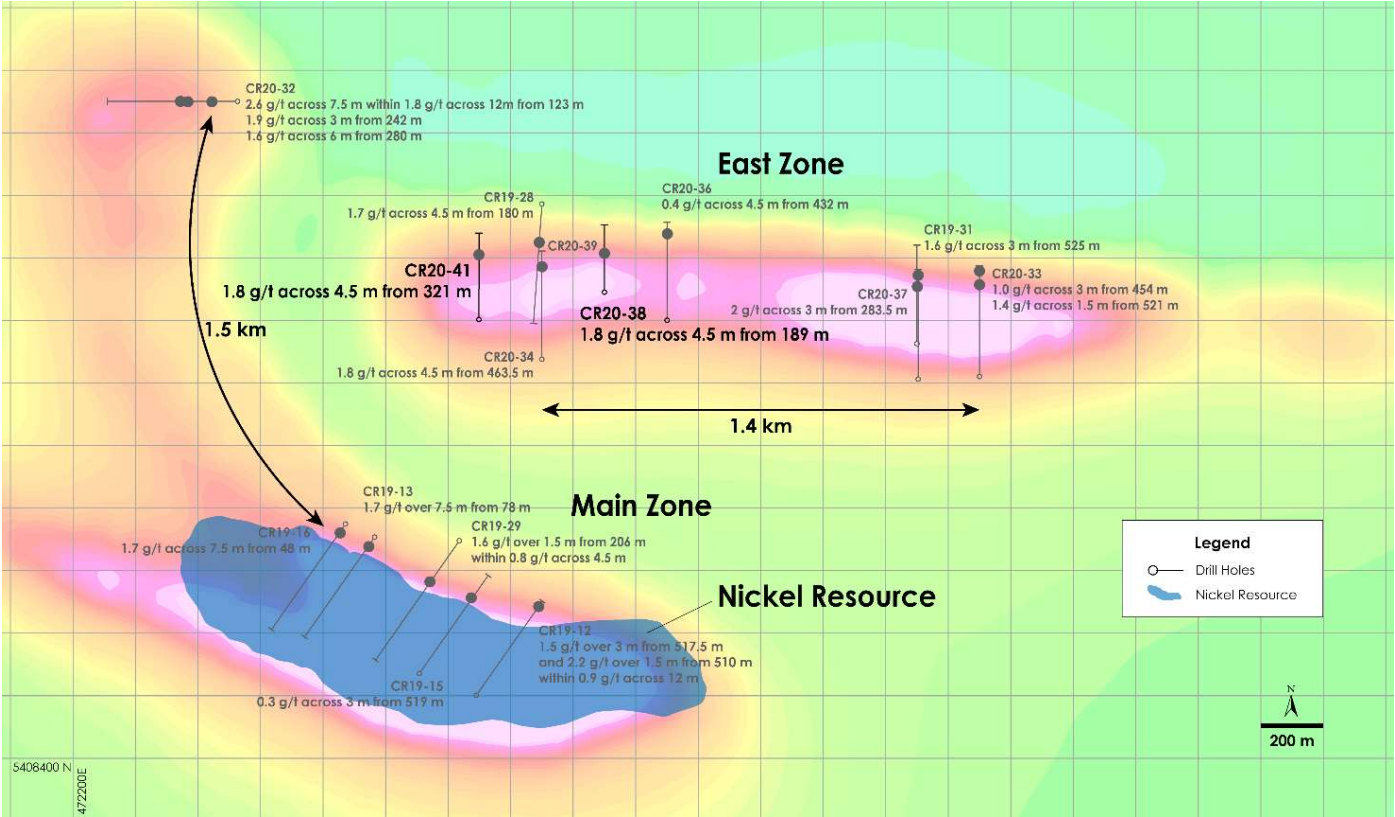 CR20-32
2.6 g/t across 7.5 m within 1.8 g/t across 12m from 123 m
1.9 g/t across 3 m from 242 m
1.6 g/t across 6 m from 280 m
East Zone
CR19-28
1.7 g/t across 4.5 m from 180 m
CR20-36
0.4 g/t across 4.5 m from 432 m
CR20-39
CR19-31
1.6 g/t across 3 m from 525 m
CR20-41
1.8 g/t across 4.5 m from 321 m
CR20-38
1.8 g/t across 4.5 m from 189 m
CR20-37
2 g/t across 3 m from 283.5 m
CR20-33
1.0 g/t across 3 m from 454 m
1.4 g/t across 1.5 m from 521 m
CR20-34
1.8 g/t across 4.5 m from 463.5 m
1.5 km
1.4 km
Main Zone
CR19-13
1.7 g/t over 7.5 m from 78 m
CR19-16
1.7 g/t across 7.5 m from 48 m
CR19-29
1.6 g/t over 1.5 m from 206 m
within 0.8 g/t across 4.5 m
Nickel Resource
CR19-12
1.5 g/t over 3 m from 517.5 m
and 2.2 g/t over 1.5 m from 510 m
within 0.9 g/t across 12 m
CR19-15
0.3 g/t across 3 m from 519 m
Legend
Drill Holes
Nickel Resource
N
200 m
5408400 N
472200E